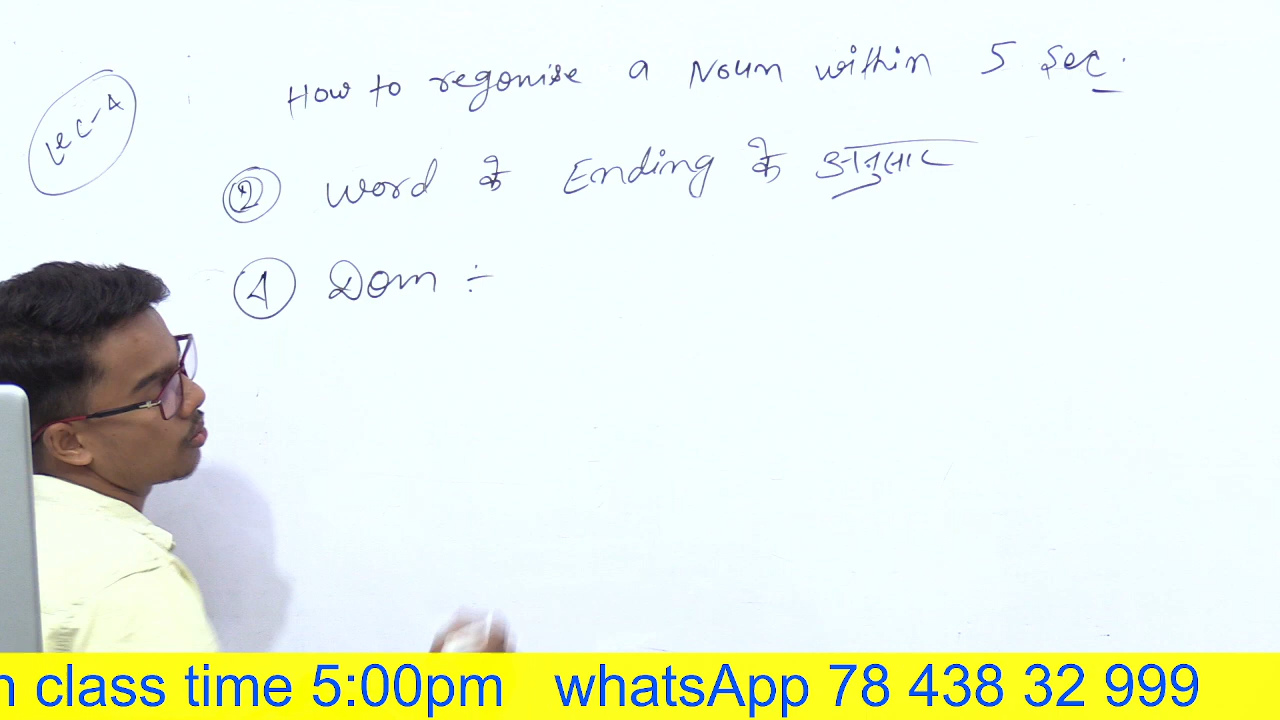 How to regonise a Noun within 5 Sec.
Lec-4
② Word के Ending के अनुसार
④ Dom ÷
n class time 5:00pm whatsApp 78 438 32 999